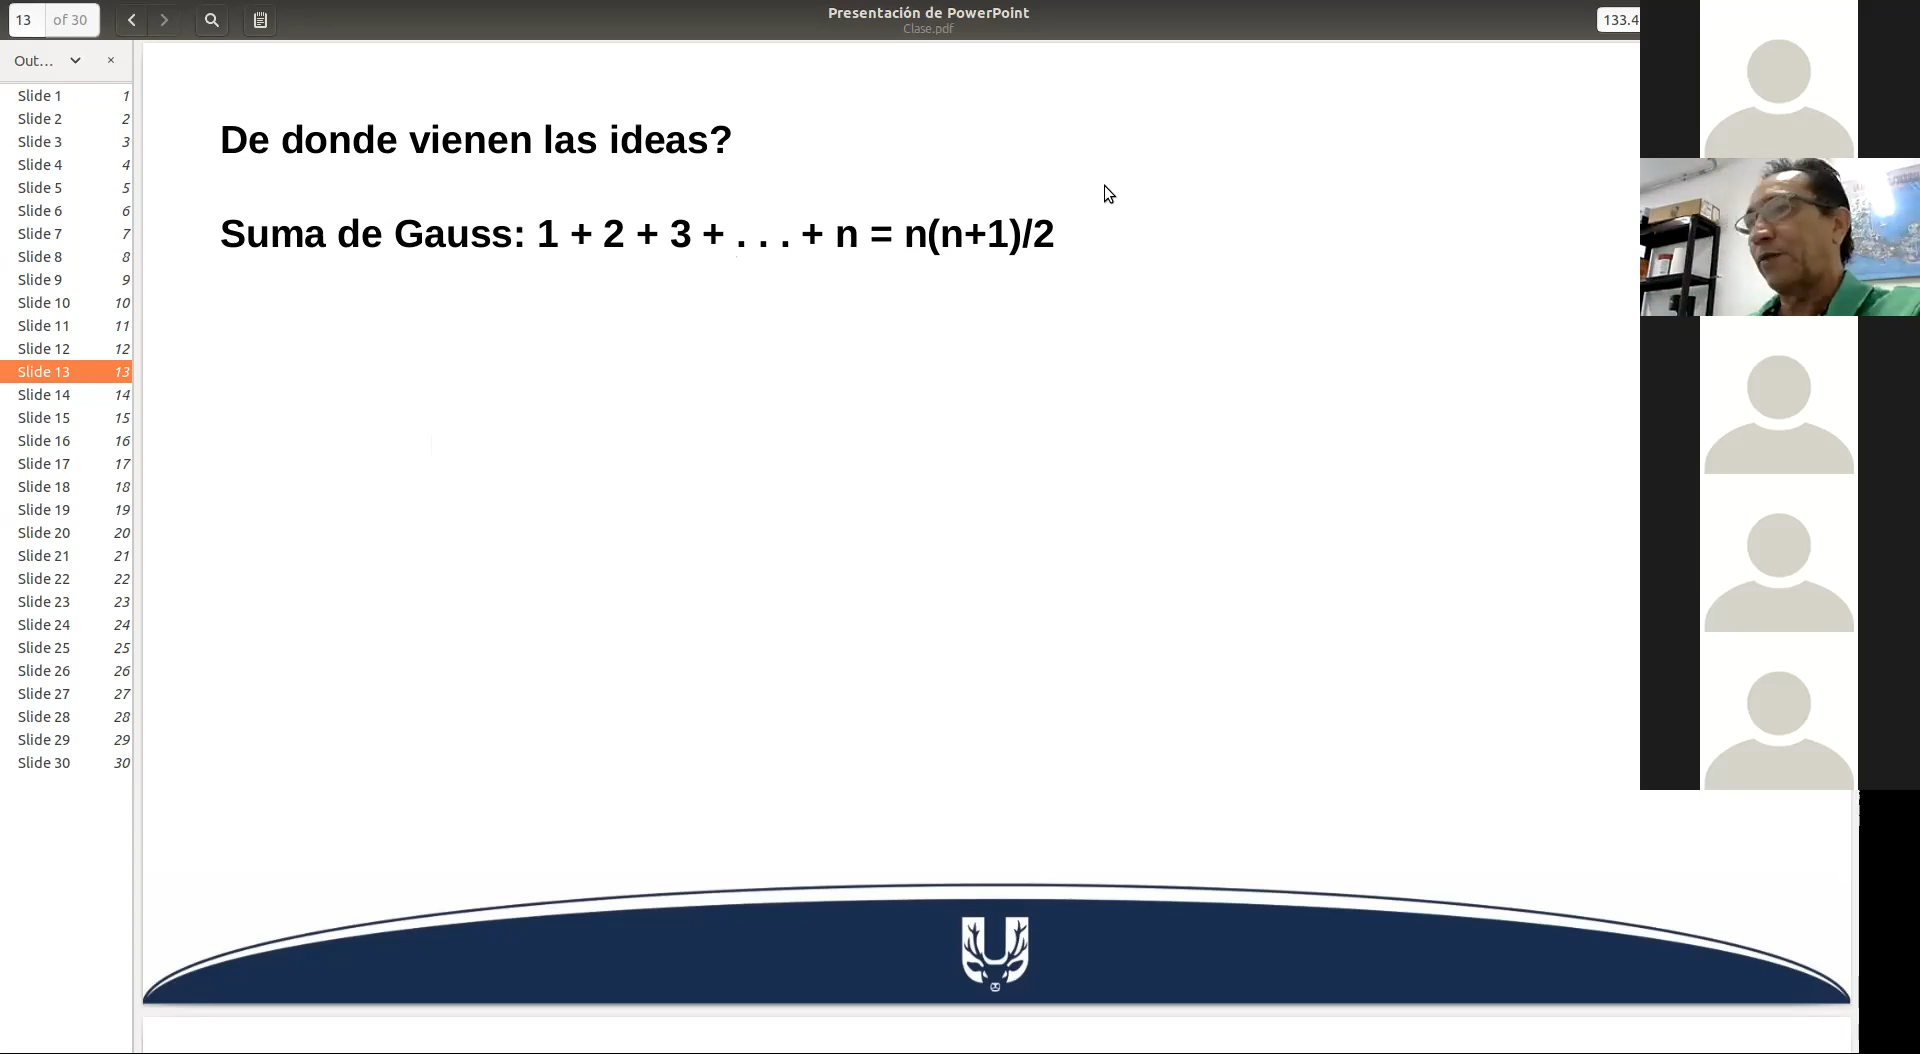 13 of 30
Presentación de PowerPoint
Clase.pdf
133.4
Out...
Slide 1 1
Slide 2 2
Slide 3 3
Slide 4 4
Slide 5 5
Slide 6 6
Slide 7 7
Slide 8 8
Slide 9 9
Slide 10 10
Slide 11 11
Slide 12 12
Slide 13 13
Slide 14 14
Slide 15 15
Slide 16 16
Slide 17 17
Slide 18 18
Slide 19 19
Slide 20 20
Slide 21 21
Slide 22 22
Slide 23 23
Slide 24 24
Slide 25 25
Slide 26 26
Slide 27 27
Slide 28 28
Slide 29 29
Slide 30 30
De donde vienen las ideas?
Suma de Gauss: 1 + 2 + 3 + . . . + n = n(n+1)/2
U